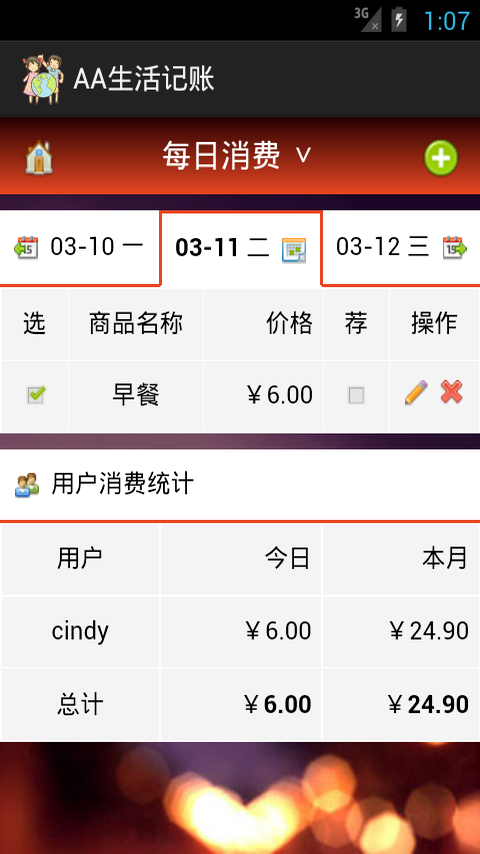 3G 1:07
AA生活记账
每日消费 ∨
03-10 一 03-11 二 03-12 三
选 商品名称 价格 荐 操作
早餐 ￥6.00
用户消费统计
用户 今日 本月
cindy ￥6.00 ￥24.90
总计 ￥6.00 ￥24.90